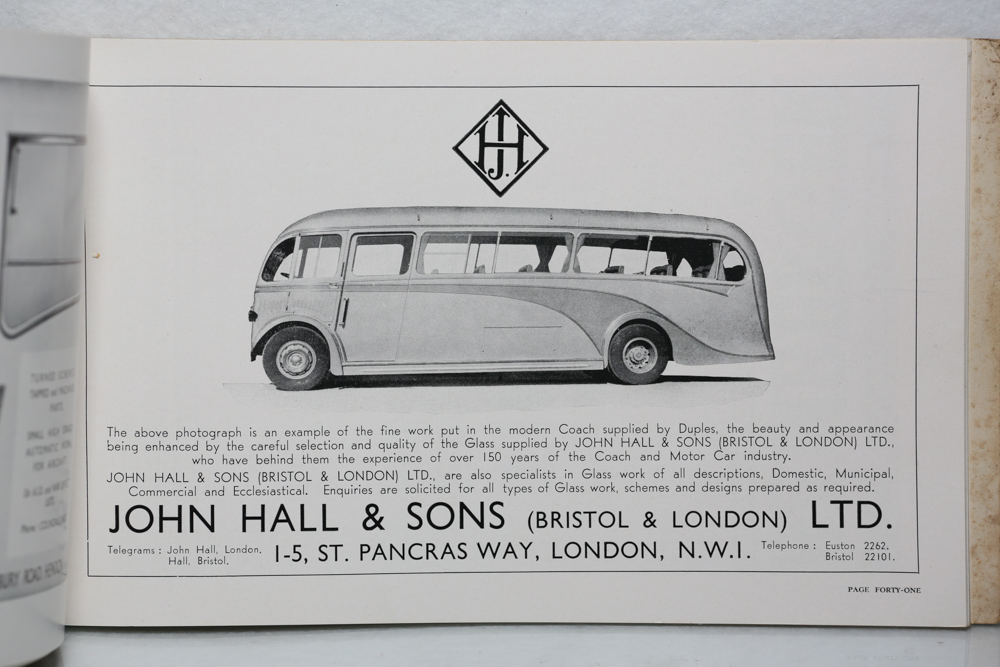 JH
J.
The above photograph is an example of the fine work put in the modern Coach supplied by Duples, the beauty and appearance
being enhanced by the careful selection and quality of the Glass supplied by JOHN HALL & SONS (BRISTOL & LONDON) LTD.,
who have behind them the experience of over 150 years of the Coach and Motor Car industry.
JOHN HALL & SONS (BRISTOL & LONDON) LTD., are also specialists in Glass work of all descriptions, Domestic, Municipal,
Commercial and Ecclesiastical. Enquiries are solicited for all types of Glass work, schemes and designs prepared as required.
JOHN HALL & SONS (BRISTOL & LONDON) LTD.
Telegrams : John Hall, London.
Hall, Bristol.
1-5, ST. PANCRAS WAY, LONDON, N.W.1.
Telephone : Euston 2262.
Bristol 22101.
PAGE FORTY-ONE